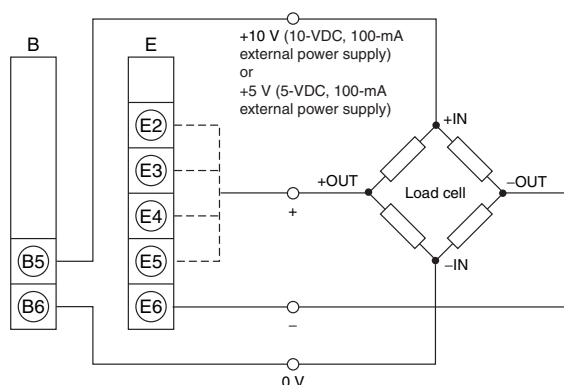 B
E
+10 V (10-VDC, 100-mA
external power supply)
or
+5 V (5-VDC, 100-mA
external power supply)
E2
+IN
E3
+OUT
Load cell
−OUT
E4
+
B5
E5
−IN
B6
E6
−
0 V